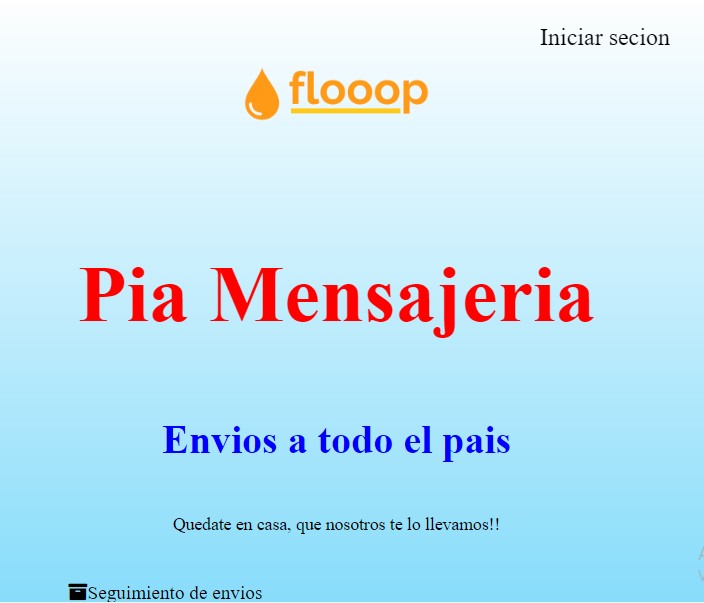 Iniciar secion
flooop
Pia Mensajeria
Envios a todo el pais
Quedate en casa, que nosotros te lo llevamos!!
Seguimiento de envios